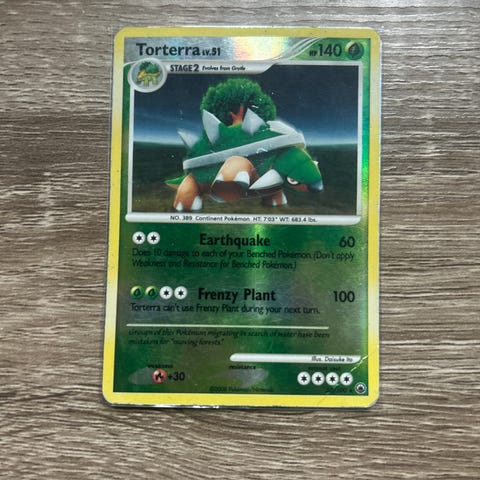 Torterra LV.51 HP 140
STAGE 2 Evolves from Grotle
NO. 389 Continent Pokémon HT: 7'03" WT: 683.4 lbs.
Earthquake 60
Does 10 damage to each of your Benched Pokémon. (Don't apply
Weakness and Resistance for Benched Pokémon.)
Frenzy Plant 100
Torterra can't use Frenzy Plant during your next turn.
Groups of this Pokémon migrating in search of water have been
mistaken for "moving forests."
Illus. Daisuke Ito
weakness resistance retreat cost
+30
©2008 Pokémon/Nintendo